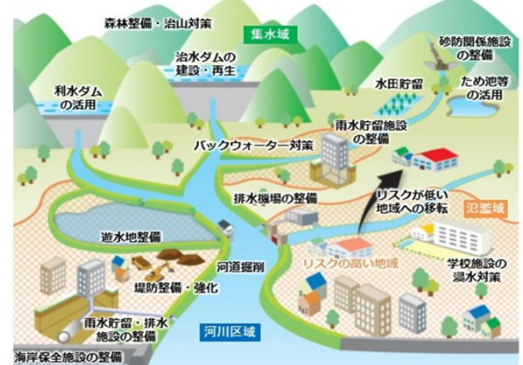 森林整備・治山対策
集水域
砂防関係施設
の整備
治水ダムの
建設・再生
利水ダム
の活用
水田貯留
ため池等
の活用
雨水貯留施設
の整備
バックウォーター対策
リスクが低い
地域への移転
排水機場の整備
氾濫域
遊水地整備
河道掘削
リスクの高い地域
学校施設の
浸水対策
堤防整備・強化
雨水貯留・排水
施設の整備
河川区域
海岸保全施設の整備